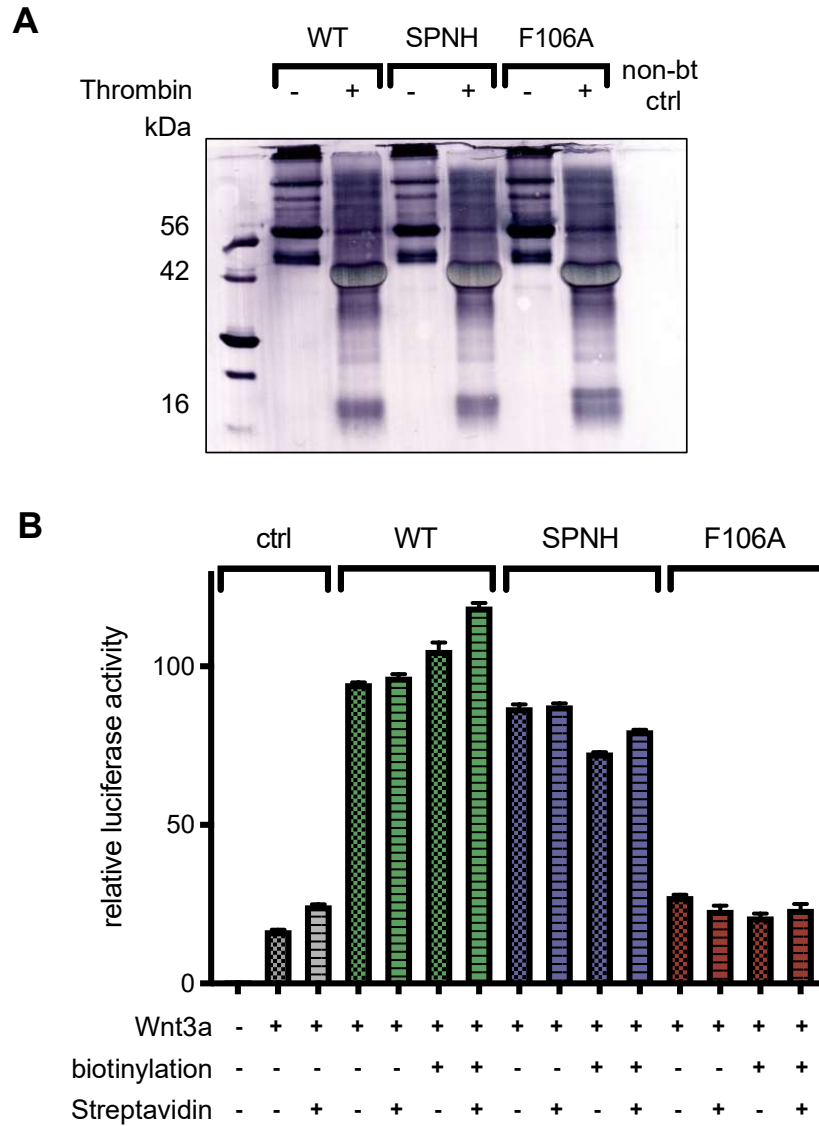 A
WT SPNH F106A
non-bt
Thrombin - + - + - + ctrl
kDa
56
42
16
B
ctrl WT SPNH F106A
relative luciferase activity
100
50
0
Wnt3a - + + + + + + + + + + + + + +
biotinylation - - - - - + + - - + + - - + +
Streptavidin - - + - + - + - + - + - + - +